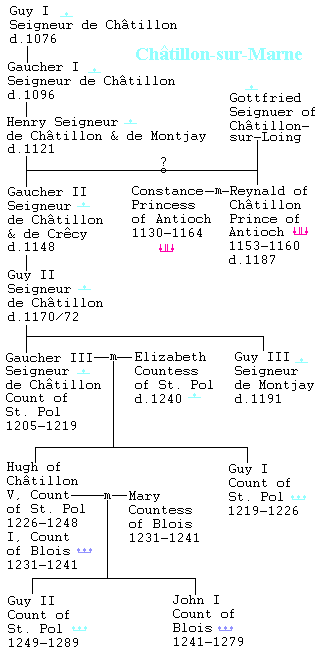 Guy I
Seigneur de Châtillon
d.1076
Châtillon-sur-Marne
Gaucher I
Seigneur de Châtillon
d.1096
Gottfried
Seignuer of
Châtillon-
sur-Loing
Henry Seigneur
de Châtillon & de Montjay
d.1121
?
Gaucher II
Seigneur
de Châtillon
& de Crêcy
d.1148
Constance
Princess
of Antioch
1130-1164
m
Reynald of
Châtillon
Prince of
Antioch
1153-1160
d.1187
Guy II
Seigneur
de Châtillon
d.1170/72
Gaucher III
Seigneur
de Châtillon
Count of
St. Pol
1205-1219
m
Elizabeth
Countess
of St. Pol
d.1240
Guy III
Seigneur
de Montjay
d.1191
Hugh of
Châtillon
V. Count
of St. Pol
1226-1248
I. Count
of Blois
1231-1241
m
Mary
Countess
of Blois
1231-1241
Guy I
Count of
St. Pol
1219-1226
Guy II
Count of
St. Pol
1249-1289
John I
Count of
Blois
1241-1279